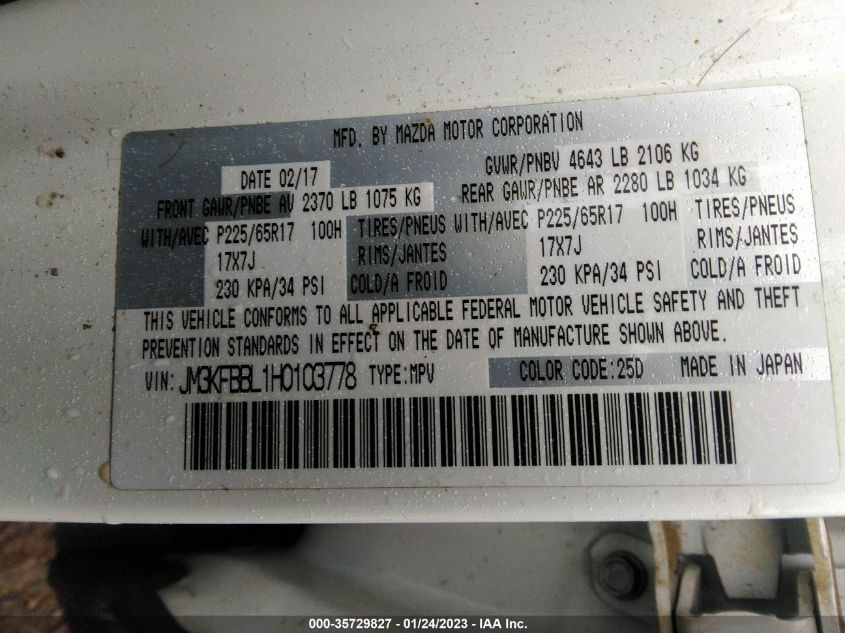 MFD. BY MAZDA MOTOR CORPORATION
DATE 02/17 GVWR/PNBV 4643 LB 2106 KG
FRONT GAWR/PNBE AV 2370 LB 1075 KG REAR GAWR/PNBE AR 2280 LB 1034 KG
WITH/AVEC P225/65R17 100H TIRES/PNEUS WITH/AVEC P225/65R17 100H TIRES/PNEUS
17X7J RIMS/JANTES 17X7J RIMS/JANTES
230 KPA/34 PSI COLD/A FROID 230 KPA/34 PSI COLD/A FROID
THIS VEHICLE CONFORMS TO ALL APPLICABLE FEDERAL MOTOR VEHICLE SAFETY AND THEFT
PREVENTION STANDARDS IN EFFECT ON THE DATE OF MANUFACTURE SHOWN ABOVE.
VIN: JM3KFBBL1H0103778 TYPE:MPV COLOR CODE:25D MADE IN JAPAN
000-35729827 - 01/24/2023 - IAA Inc.